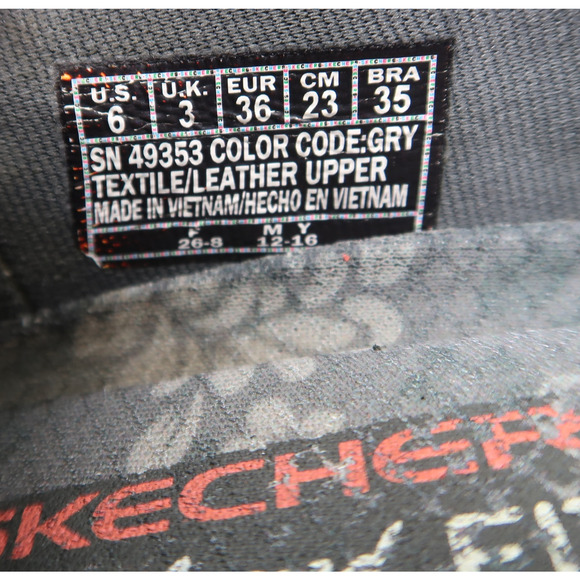 U.S. U.K. EUR CM BRA
6 3 36 23 35
SN 49353 COLOR CODE:GRY
TEXTILE/LEATHER UPPER
MADE IN VIETNAM/HECHO EN VIETNAM
M Y
26-8 12-16
SKECHERS